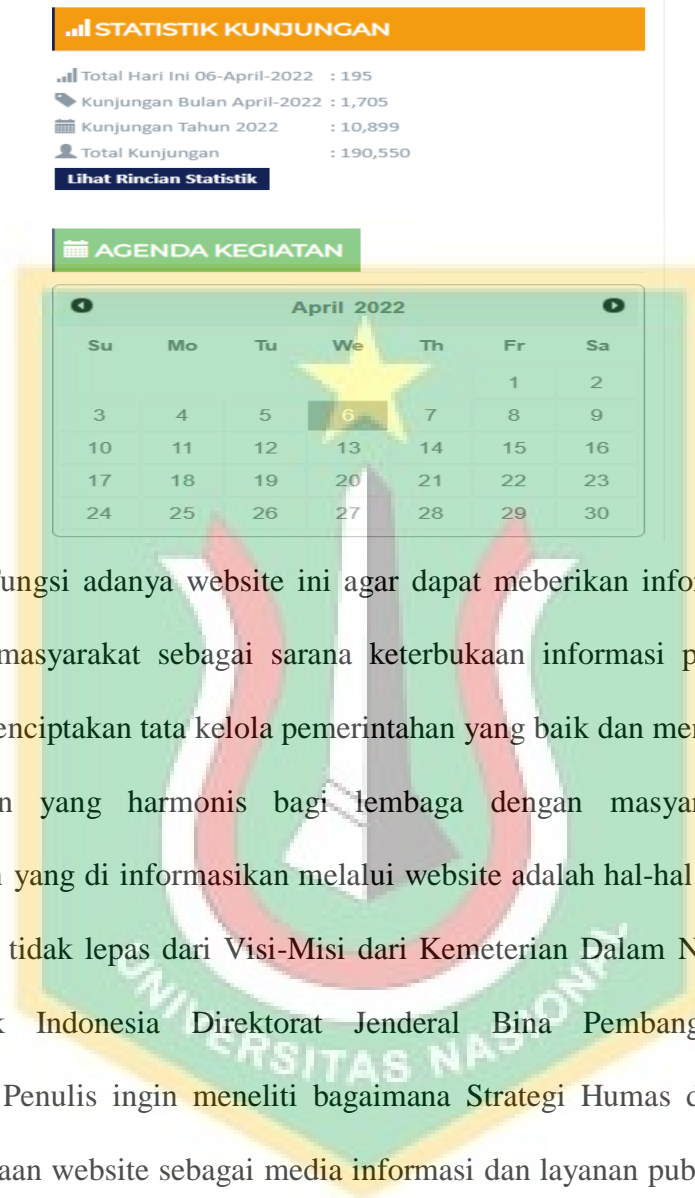 STATISTIK KUNJUNGAN
Total Hari Ini 06-April-2022 : 195
Kunjungan Bulan April-2022 : 1,705
Kunjungan Tahun 2022 : 10,899
Total Kunjungan : 190,550
Lihat Rincian Statistik
AGENDA KEGIATAN
April 2022
Su Mo Tu We Th Fr Sa
1 2
3 4 5 6 7 8 9
10 11 12 13 14 15 16
17 18 19 20 21 22 23
24 25 26 27 28 29 30
ungsi adanya website ini agar dapat meberikan infor
masyarakat sebagai sarana keterbukaan informasi p
enciptakan tata kelola pemerintahan yang baik dan mer
n yang harmonis bagi lembaga dengan masyar
yang di informasikan melalui website adalah hal-hal
tidak lepas dari Visi-Misi dari Kemeterian Dalam N
k Indonesia Direktorat Jenderal Bina Pembang
Penulis ingin meneliti bagaimana Strategi Humas d
aan website sebagai media informasi dan layanan pub
UNIVERSITAS NASIONAL